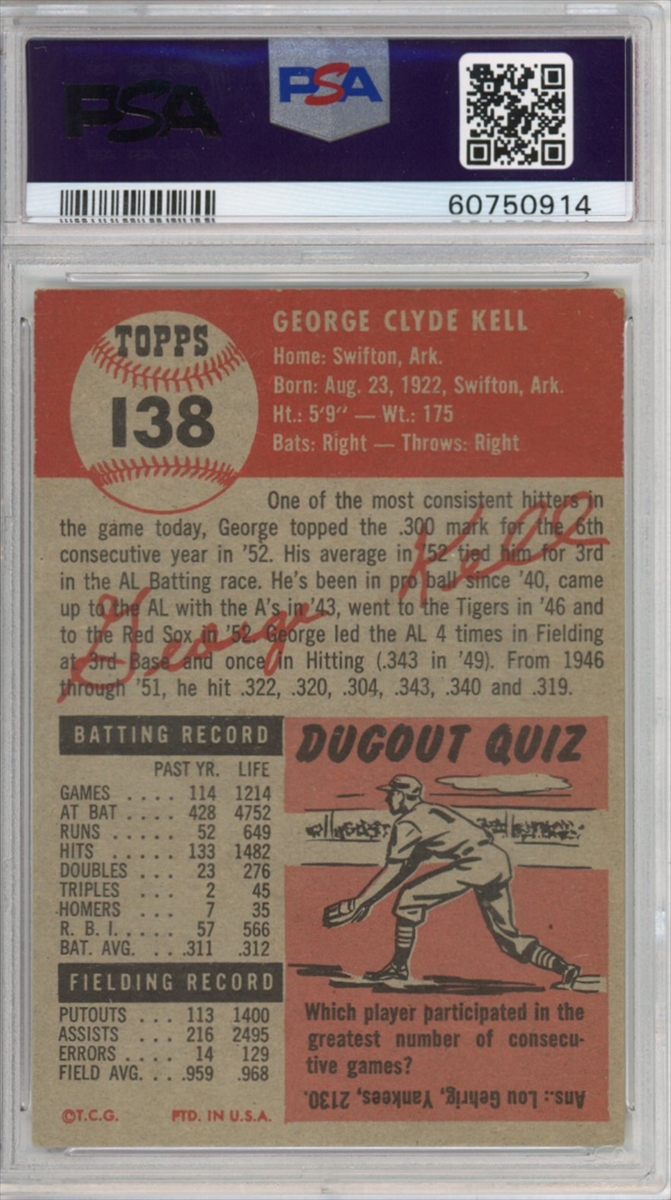 PSA
PSA
60750914
TOPPS
138
GEORGE CLYDE KELL
Home: Swifton, Ark.
Born: Aug. 23, 1922, Swifton, Ark.
Ht.: 5'9" — Wt.: 175
Bats: Right — Throws: Right
One of the most consistent hitters in
the game today, George topped the .300 mark for the 6th
consecutive year in '52. His average in '52 tied him for 3rd
in the AL Batting race. He's been in pro ball since '40, came
up to the AL with the A's in '43, went to the Tigers in '46 and
to the Red Sox in '52. George led the AL 4 times in Fielding
at 3rd Base and once in Hitting (.343 in '49). From 1946
through '51, he hit .322, .320, .304, .343, .340 and .319.
George Kell
BATTING RECORD
PAST YR. LIFE
GAMES .... 114 1214
AT BAT .... 428 4752
RUNS ..... 52 649
HITS ..... 133 1482
DOUBLES ... 23 276
TRIPLES ... 2 45
HOMERS ... 7 35
R. B. I. .... 57 566
BAT. AVG. ... .311 .312
FIELDING RECORD
PUTOUTS ... 113 1400
ASSISTS ... 216 2495
ERRORS ... 14 129
FIELD AVG. ... .959 .968
©T.C.G. PTD. IN U.S.A.
DUGOUT QUIZ
Which player participated in the
greatest number of consecu-
tive games?
Ans.: Lou Gehrig, Yankees, 2130.